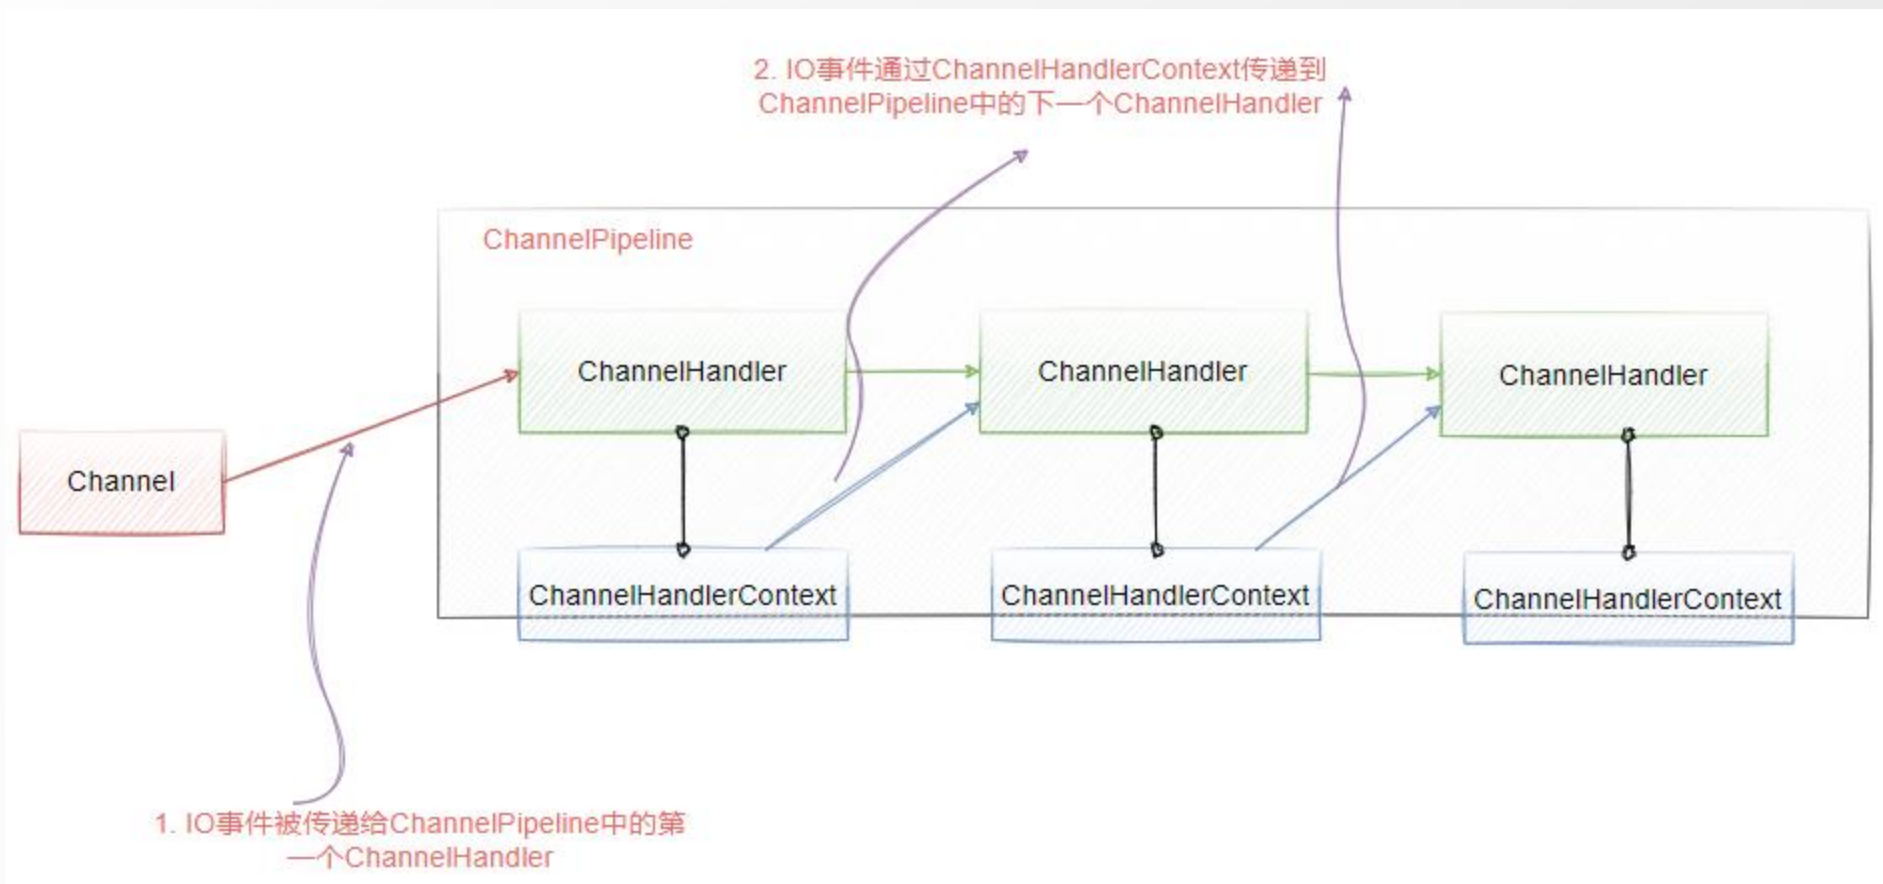 2. IO事件通过ChannelHandlerContext传递到
ChannelPipeline中的下一个ChannelHandler
ChannelPipeline
ChannelHandler
ChannelHandler
ChannelHandler
Channel
ChannelHandlerContext
ChannelHandlerContext
ChannelHandlerContext
1. IO事件被传递给ChannelPipeline中的第
一个ChannelHandler